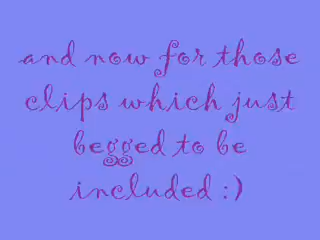 and now for those
clips which just
begged to be
included :)